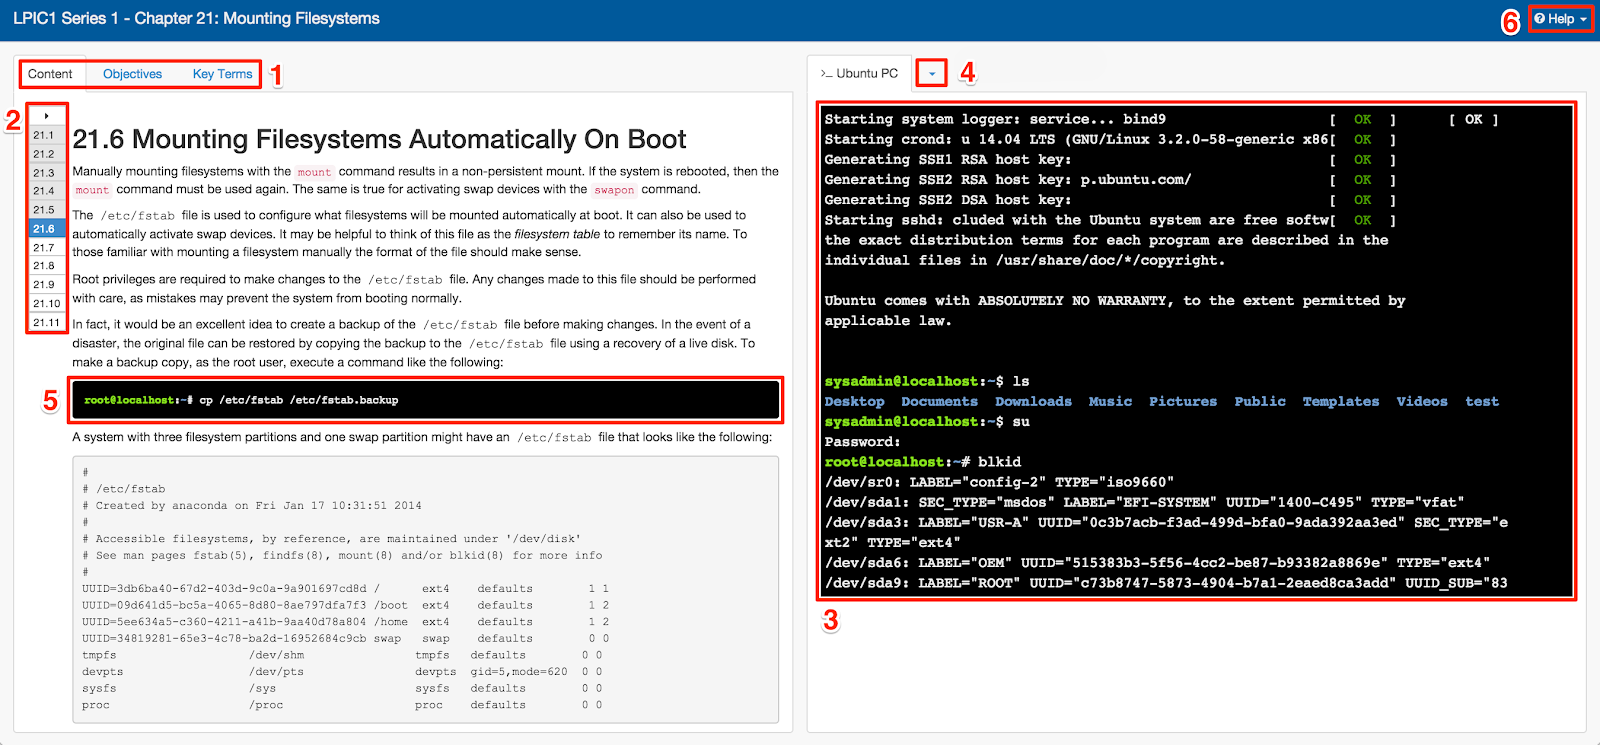 LPIC1 Series 1 - Chapter 21: Mounting Filesystems
6
Help
Content Objectives Key Terms
1
2
21.1
21.2
21.3
21.4
21.5
21.6
21.7
21.8
21.9
21.10
21.11
21.6 Mounting Filesystems Automatically On Boot
Manually mounting filesystems with the mount command results in a non-persistent mount. If the system is rebooted, then the
mount command must be used again. The same is true for activating swap devices with the swapon command.
The /etc/fstab file is used to configure what filesystems will be mounted automatically at boot. It can also be used to
automatically activate swap devices. It may be helpful to think of this file as the filesystem table to remember its name. To
those familiar with mounting a filesystem manually the format of the file should make sense.
Root privileges are required to make changes to the /etc/fstab file. Any changes made to this file should be performed
with care, as mistakes may prevent the system from booting normally.
In fact, it would be an excellent idea to create a backup of the /etc/fstab file before making changes. In the event of a
disaster, the original file can be restored by copying the backup to the /etc/fstab file using a recovery of a live disk. To
make a backup copy, as the root user, execute a command like the following:
5
root@localhost:~# cp /etc/fstab /etc/fstab.backup
A system with three filesystem partitions and one swap partition might have an /etc/fstab file that looks like the following:
#
# /etc/fstab
# Created by anaconda on Fri Jan 17 10:31:51 2014
#
# Accessible filesystems, by reference, are maintained under '/dev/disk'
# See man pages fstab(5), findfs(8), mount(8) and/or blkid(8) for more info
#
UUID=3db6ba40-67d2-403d-9c0a-9a901697cd8d / ext4 defaults 1 1
UUID=09d641d5-bc5a-4065-8d80-8ae797dfa7f3 /boot ext4 defaults 1 2
UUID=5ee634a5-c360-4211-a41b-9aa40d78a804 /home ext4 defaults 1 2
UUID=34819281-65e3-4c78-ba2d-16952684c9cb swap swap defaults 0 0
tmpfs /dev/shm tmpfs defaults 0 0
devpts /dev/pts devpts gid=5,mode=620 0 0
sysfs /sys sysfs defaults 0 0
proc /proc proc defaults 0 0
>_ Ubuntu PC
4
Starting system logger: service... bind9 [ OK ] [ OK ]
Starting crond: u 14.04 LTS (GNU/Linux 3.2.0-58-generic x86[ OK ]
Generating SSH1 RSA host key: [ OK ]
Generating SSH2 RSA host key: p.ubuntu.com/ [ OK ]
Generating SSH2 DSA host key: [ OK ]
Starting sshd: cluded with the Ubuntu system are free softw[ OK ]
the exact distribution terms for each program are described in the
individual files in /usr/share/doc/*/copyright.
Ubuntu comes with ABSOLUTELY NO WARRANTY, to the extent permitted by
applicable law.
sysadmin@localhost:~$ ls
Desktop Documents Downloads Music Pictures Public Templates Videos test
sysadmin@localhost:~$ su
Password:
root@localhost:~# blkid
/dev/sr0: LABEL="config-2" TYPE="iso9660"
/dev/sda1: SEC_TYPE="msdos" LABEL="EFI-SYSTEM" UUID="1400-C495" TYPE="vfat"
/dev/sda3: LABEL="USR-A" UUID="0c3b7acb-f3ad-499d-bfa0-9ada392aa3ed" SEC_TYPE="e
xt2" TYPE="ext4"
/dev/sda6: LABEL="OEM" UUID="515383b3-5f56-4cc2-be87-b93382a8869e" TYPE="ext4"
/dev/sda9: LABEL="ROOT" UUID="c73b8747-5873-4904-b7a1-2eaed8ca3add" UUID_SUB="83
3